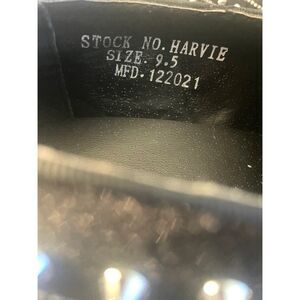 STOCK NO. HARVIE
SIZE. 9.5
MFD. 122021